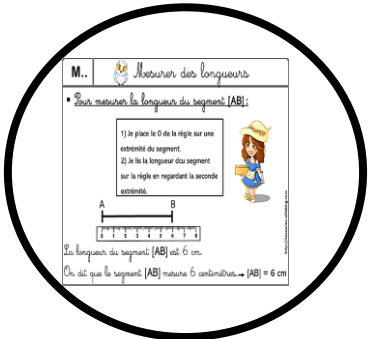 M..
Mesurer des longueurs
Pour mesurer la longueur du segment [AB] :
1) Je place le 0 de la règle sur une
extrémité du segment.
2) Je lis la longueur dcu segment
sur la règle en regardant la seconde
extrémité.
A B
0 1 2 3 4 5 6 7 8
La longueur du segment [AB] est 6 cm.
On dit que le segment [AB] mesure 6 centimètres.→ [AB] = 6 cm